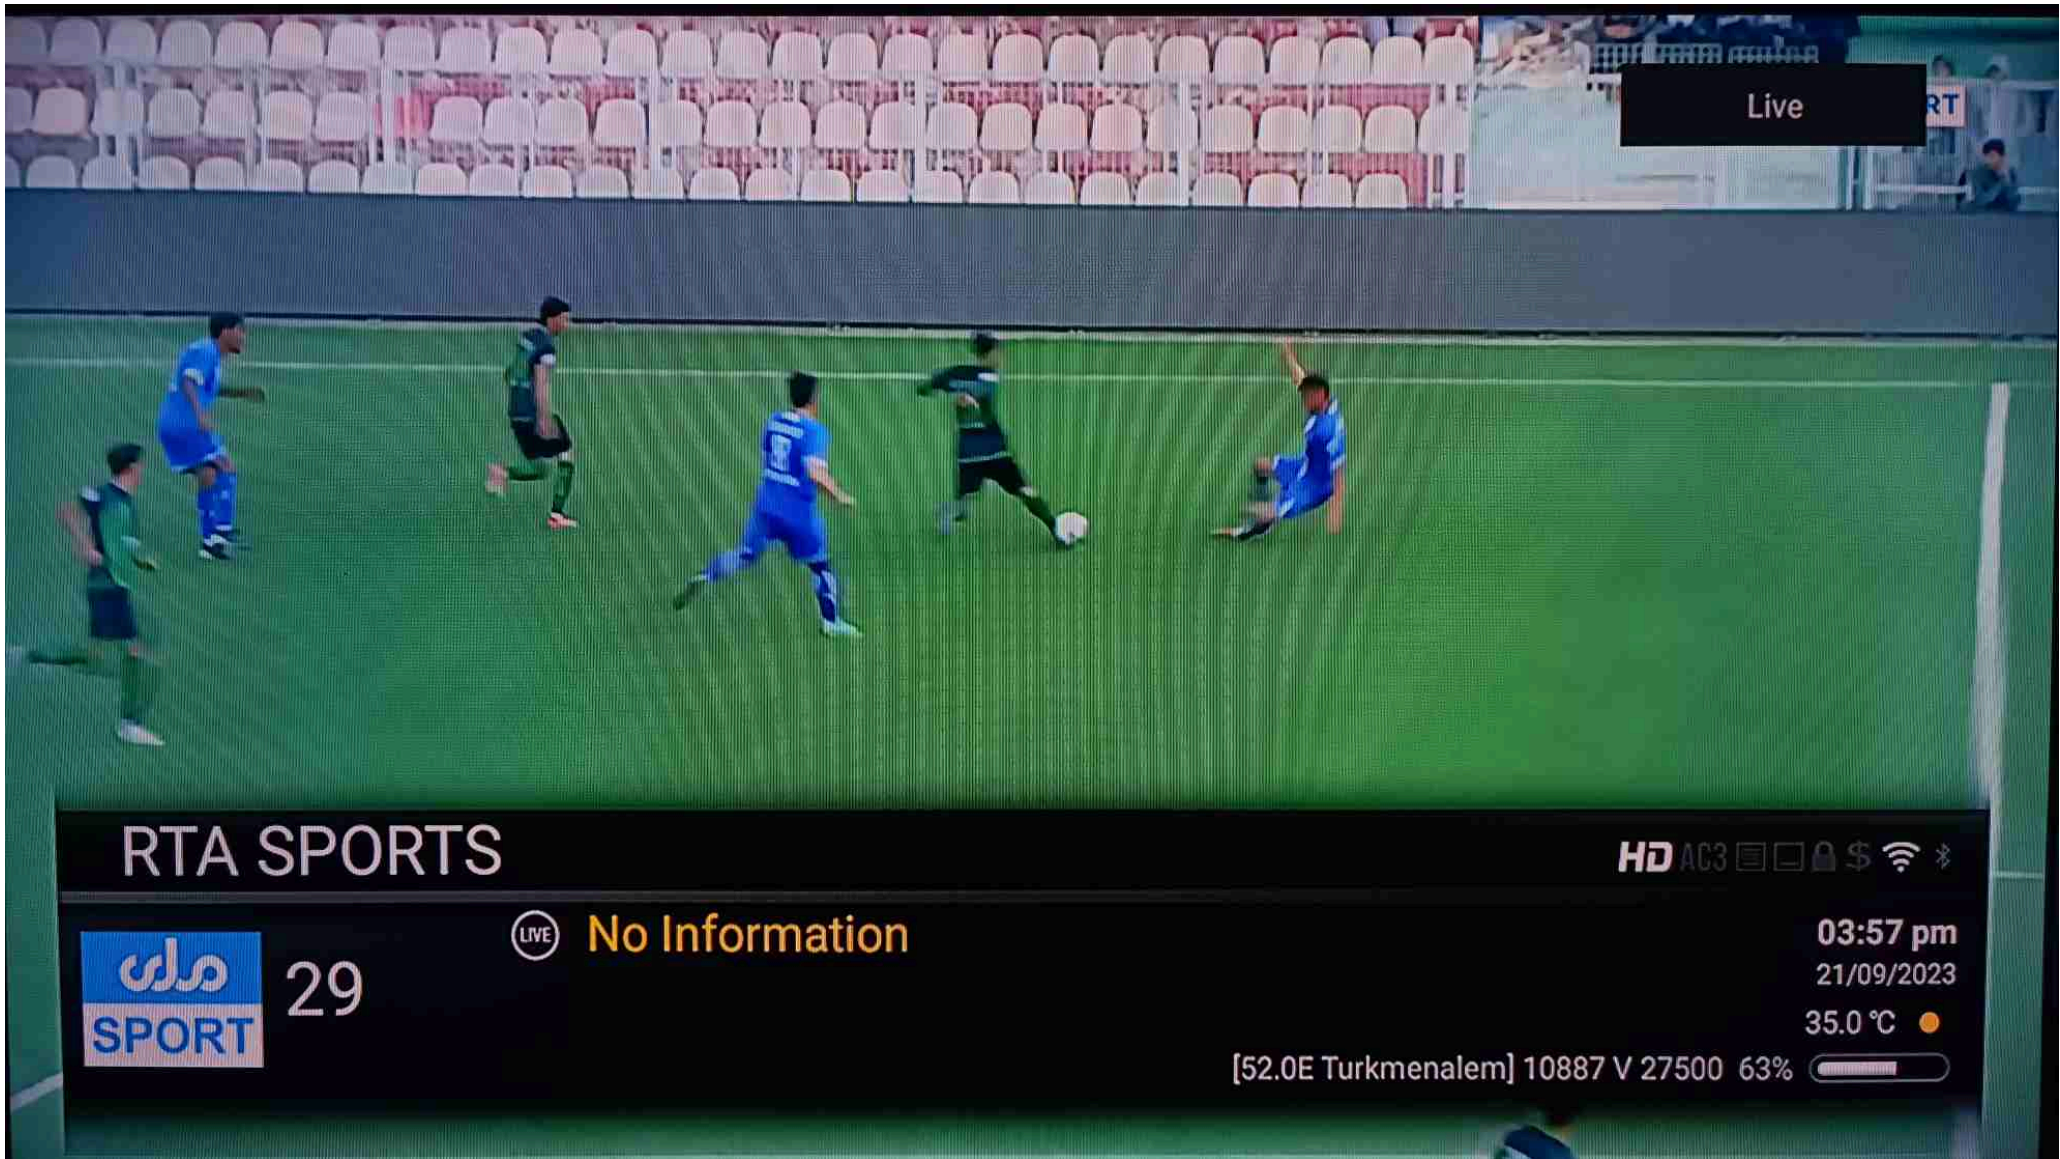 Live
RT
RTA SPORTS
HD AC3 $
LIVE No Information
SPORT
29
03:57 pm
21/09/2023
35.0 °C
[52.0E Turkmenalem] 10887 V 27500 63%